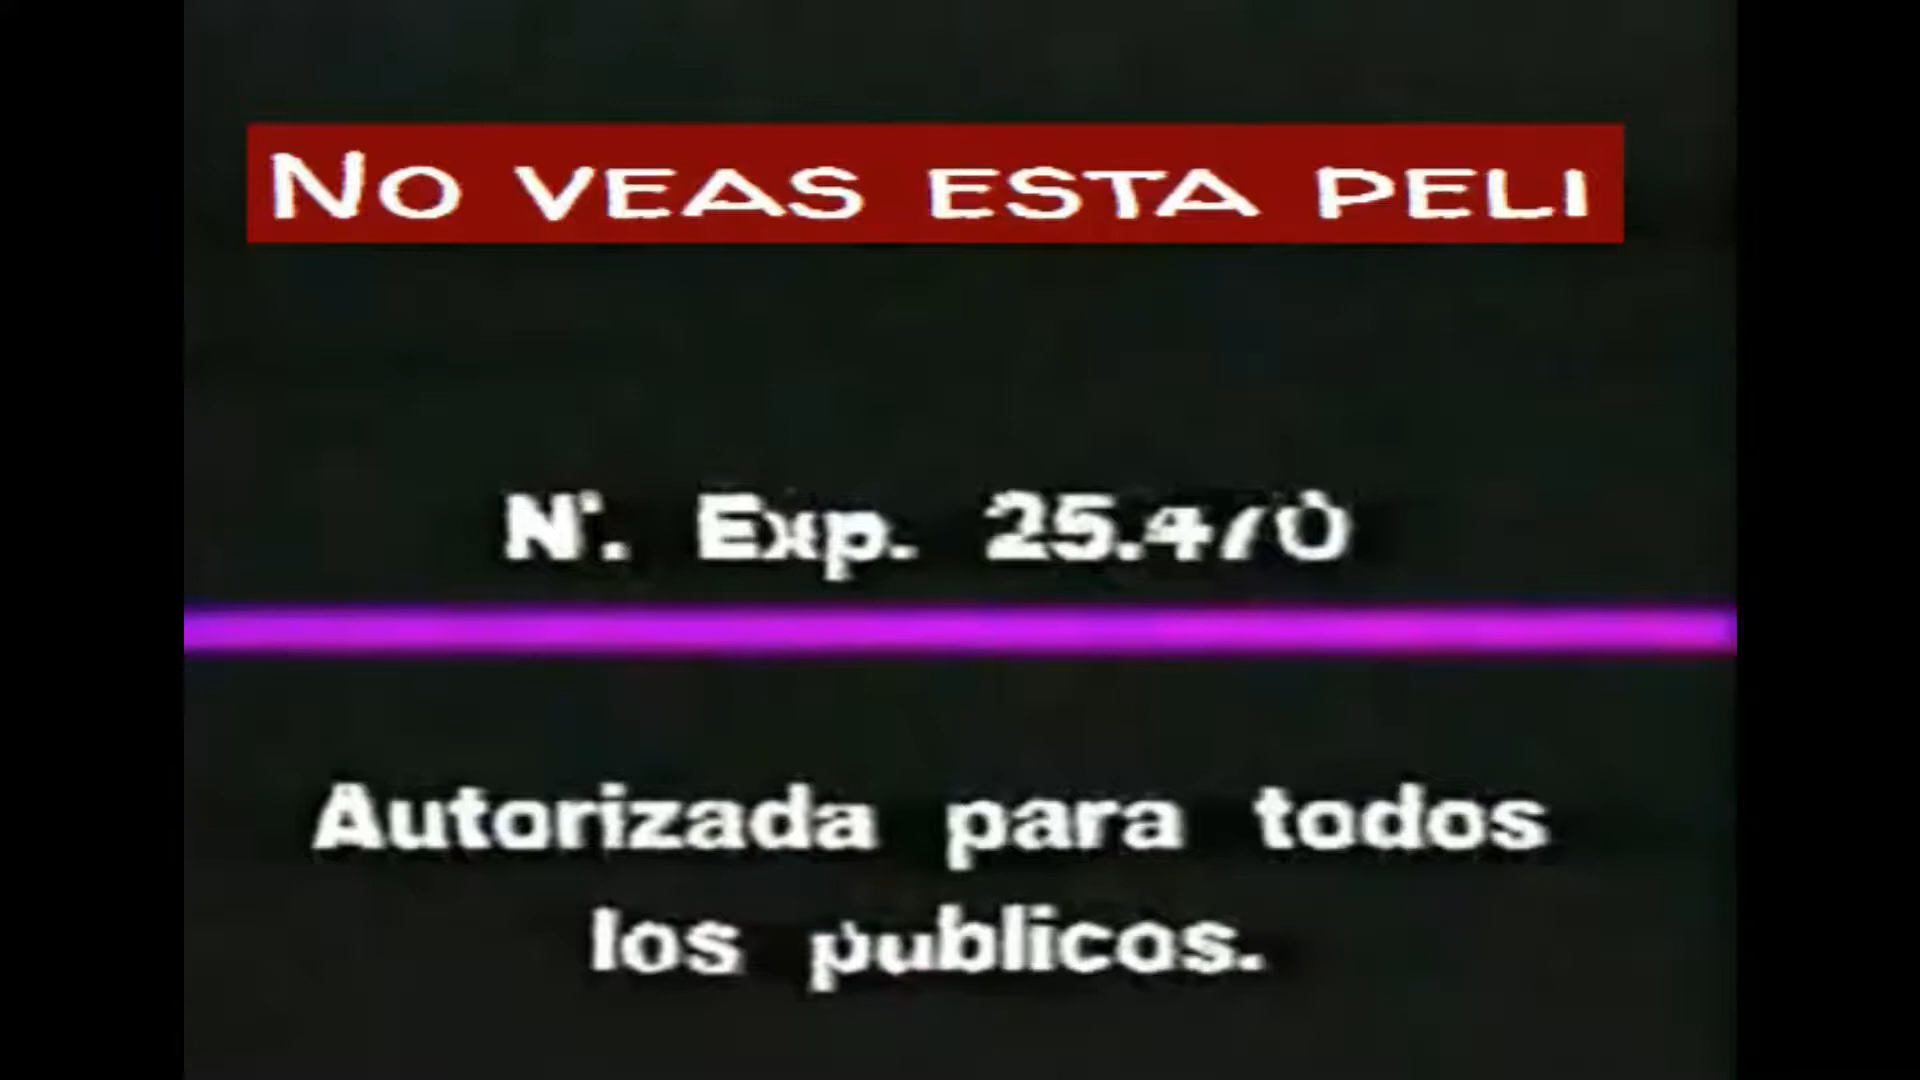 No veas esta peli
N°. Exp. 25.470
Autorizada para todos
los publicos.